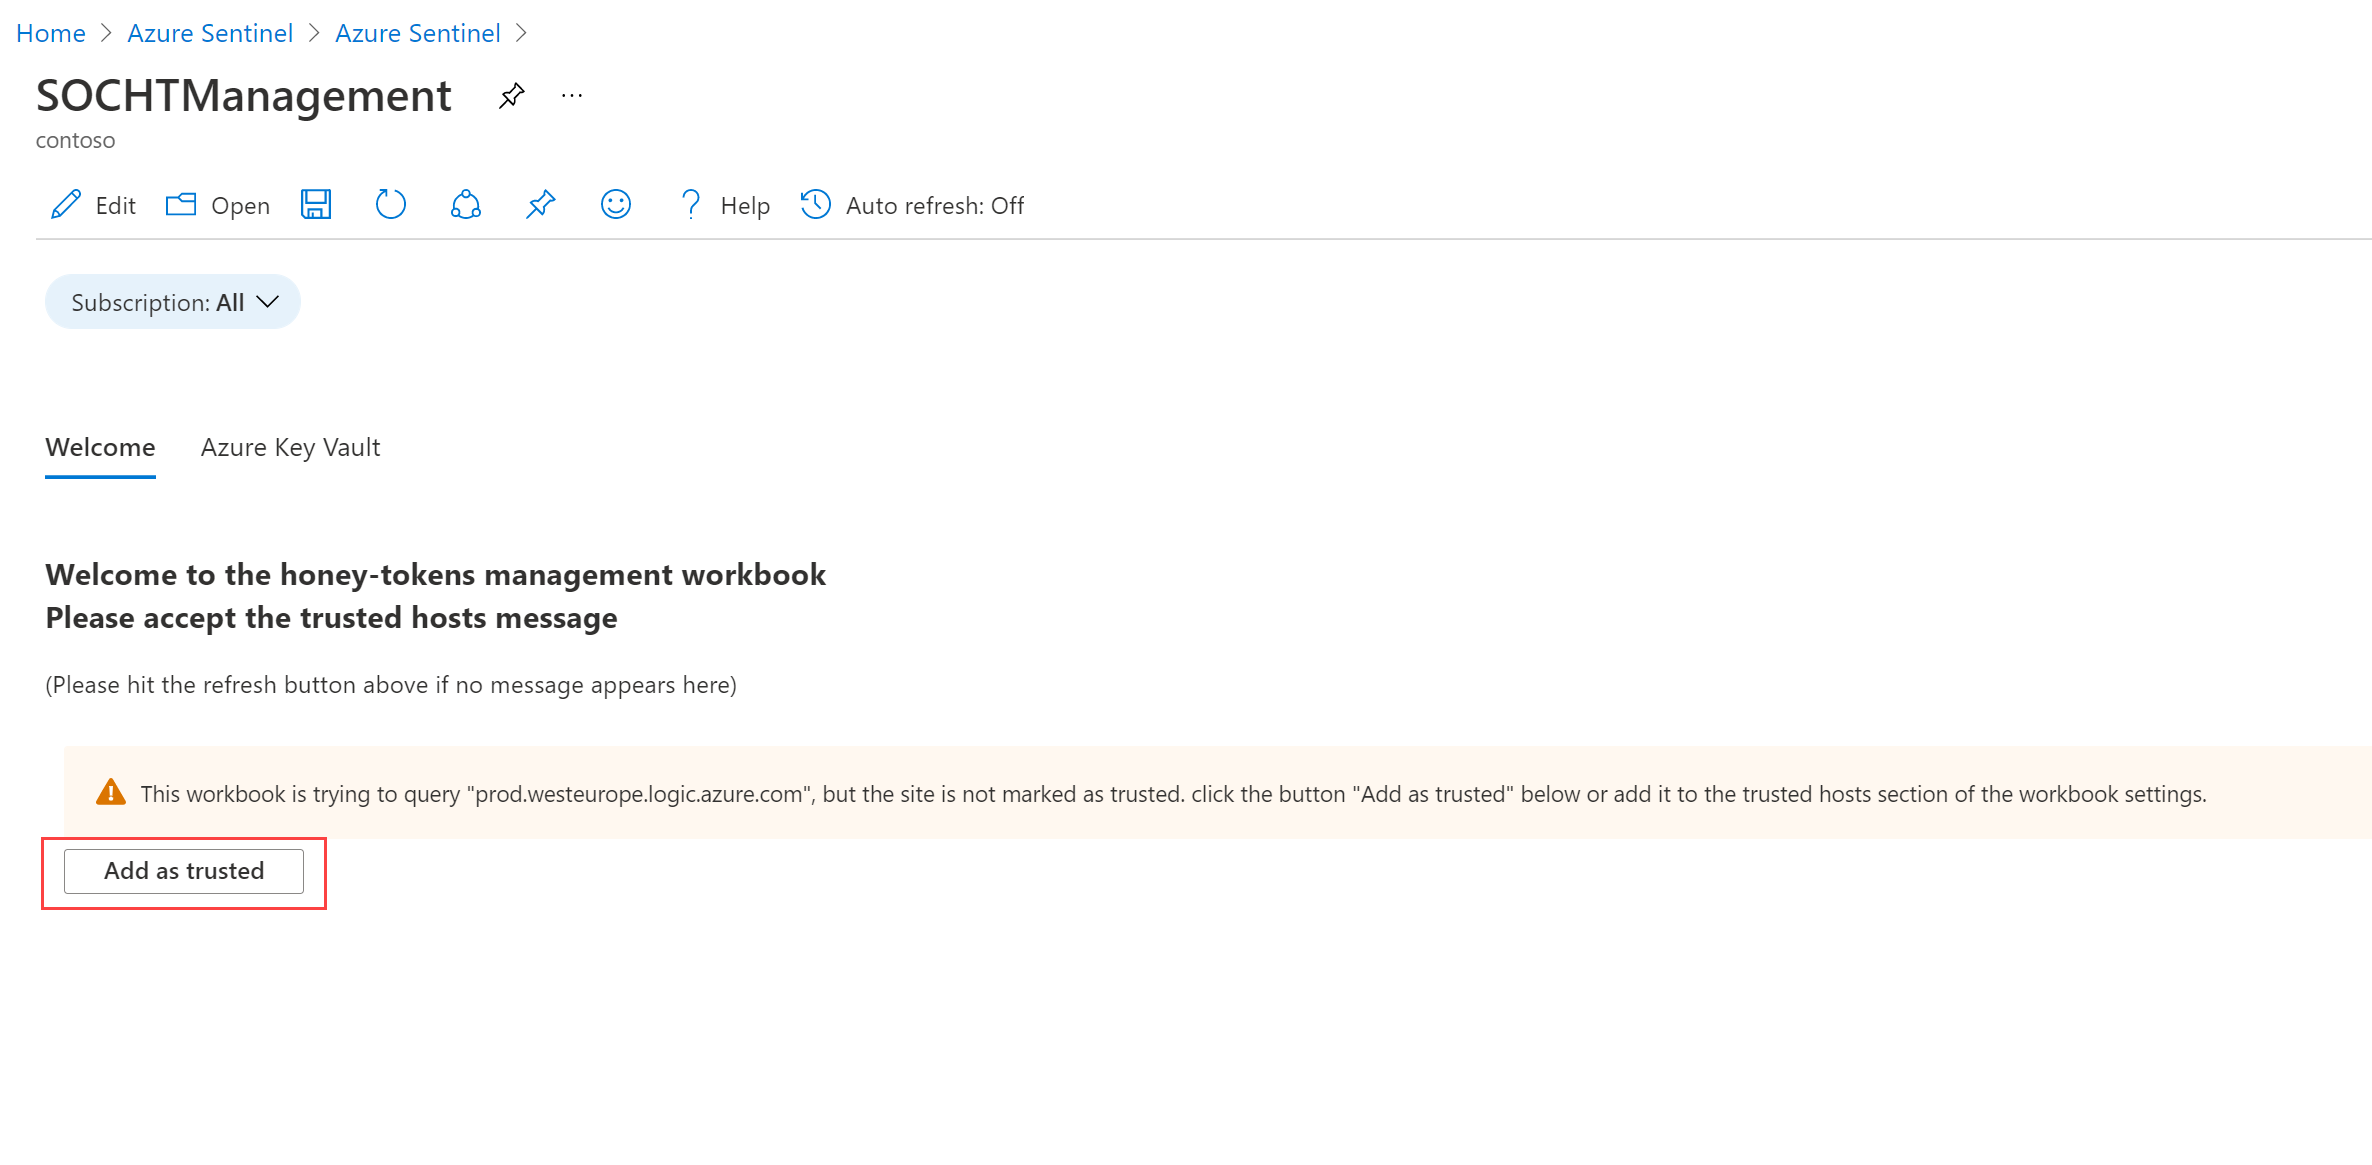 Home > Azure Sentinel > Azure Sentinel >
SOCHTManagement ...
contoso
Edit Open Help Auto refresh: Off
Subscription: All
Welcome Azure Key Vault
Welcome to the honey-tokens management workbook
Please accept the trusted hosts message
(Please hit the refresh button above if no message appears here)
This workbook is trying to query "prod.westeurope.logic.azure.com", but the site is not marked as trusted. click the button "Add as trusted" below or add it to the trusted hosts section of the workbook settings.
Add as trusted